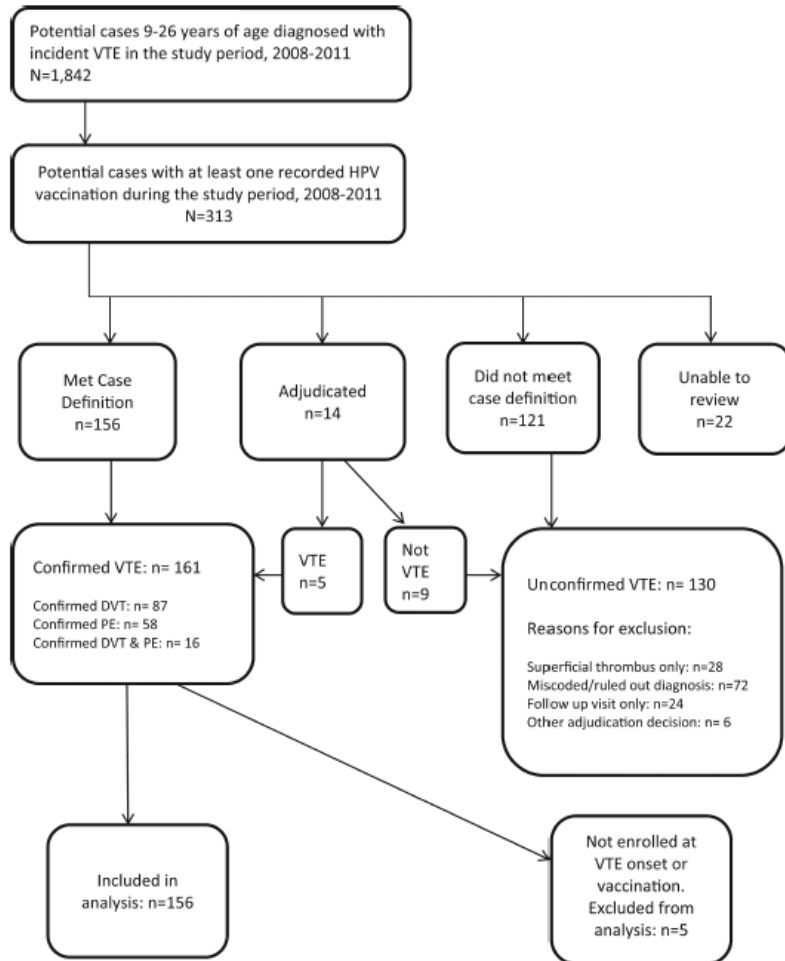 Potential cases 9-26 years of age diagnosed with
incident VTE in the study period, 2008-2011
N=1,842
Potential cases with at least one recorded HPV
vaccination during the study period, 2008-2011
N=313
Met Case
Definition
n=156
Adjudicated
n=14
Did not meet
case definition
n=121
Unable to
review
n=22
Confirmed VTE: n= 161
Confirmed DVT: n= 87
Confirmed PE: n= 58
Confirmed DVT & PE: n= 16
VTE
n=5
Not
VTE
n=9
Unconfirmed VTE: n= 130
Reasons for exclusion:
Superficial thrombus only: n=28
Miscoded/ruled out diagnosis: n=72
Follow up visit only: n=24
Other adjudication decision: n= 6
Included in
analysis: n=156
Not enrolled at
VTE onset or
vaccination.
Excluded from
analysis: n=5